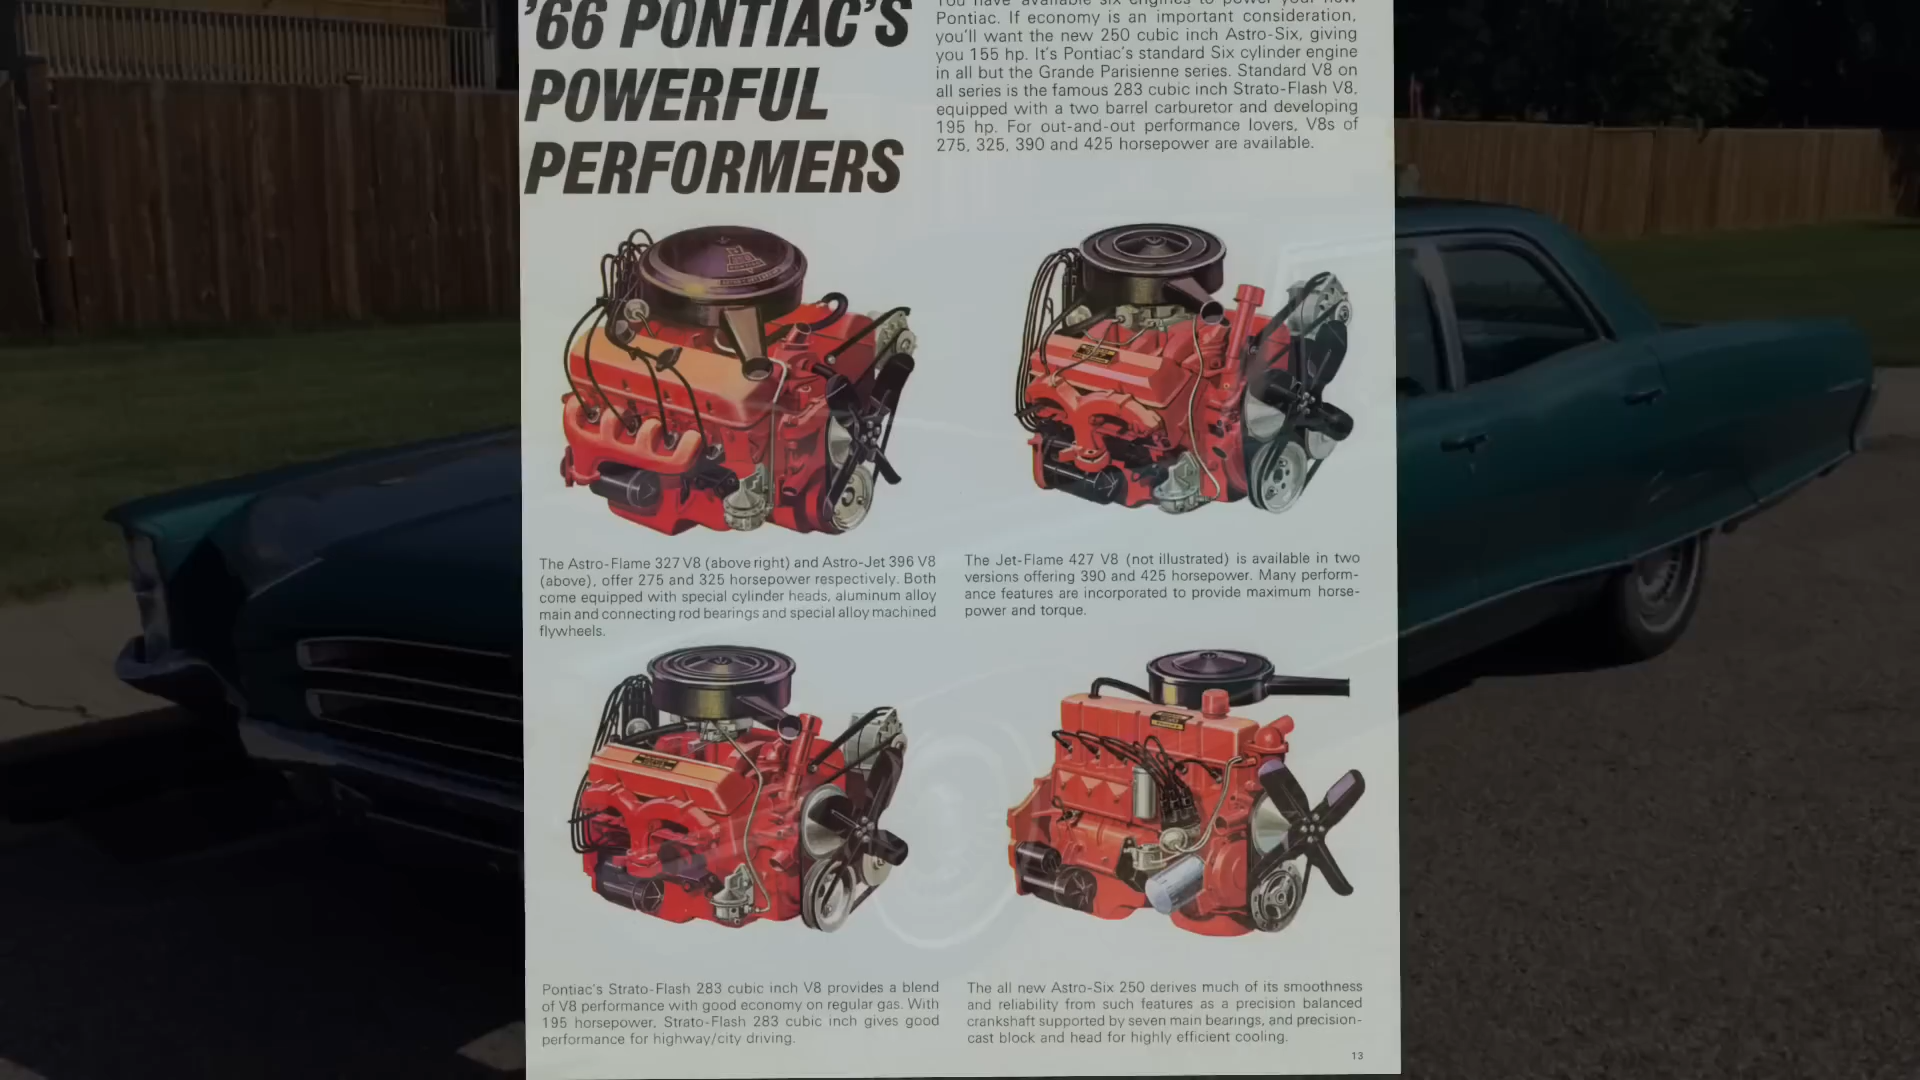 '66 PONTIAC'S
POWERFUL
PERFORMERS
You have available six engines to power your new
Pontiac. If economy is an important consideration,
you'll want the new 250 cubic inch Astro-Six, giving
you 155 hp. It's Pontiac's standard Six cylinder engine
in all but the Grande Parisienne series. Standard V8 on
all series is the famous 283 cubic inch Strato-Flash V8,
equipped with a two barrel carburetor and developing
195 hp. For out-and-out performance lovers, V8s of
275, 325, 390 and 425 horsepower are available.
The Astro-Flame 327 V8 (above right) and Astro-Jet 396 V8
(above), offer 275 and 325 horsepower respectively. Both
come equipped with special cylinder heads, aluminum alloy
main and connecting rod bearings and special alloy machined
flywheels.
The Jet-Flame 427 V8 (not illustrated) is available in two
versions offering 390 and 425 horsepower. Many perform-
ance features are incorporated to provide maximum horse-
power and torque.
Pontiac's Strato-Flash 283 cubic inch V8 provides a blend
of V8 performance with good economy on regular gas. With
195 horsepower, Strato-Flash 283 cubic inch gives good
performance for highway/city driving.
The all new Astro-Six 250 derives much of its smoothness
and reliability from such features as a precision balanced
crankshaft supported by seven main bearings, and precision-
cast block and head for highly efficient cooling.
13